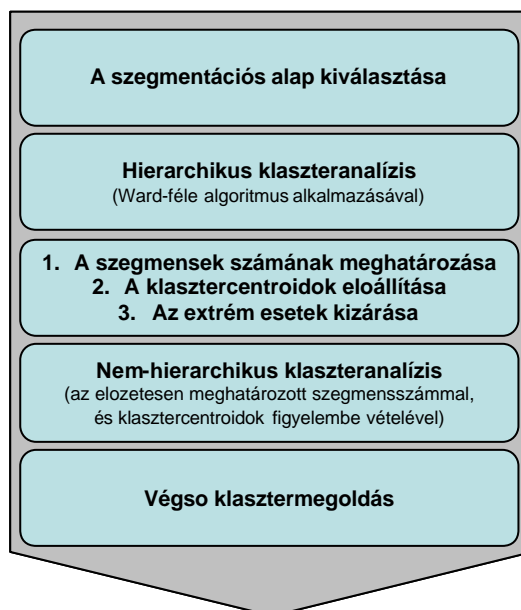 A szegmentációs alap kiválasztása
Hierarchikus klaszteranalízis
(Ward-féle algoritmus alkalmazásával)
1. A szegmensek számának meghatározása
2. A klasztercentroidok eloállítása
3. Az extrém esetek kizárása
Nem-hierarchikus klaszteranalízis
(az elozetesen meghatározott szegmensszámmal,
és klasztercentroidok figyelembe vételével)
Végso klasztermegoldás